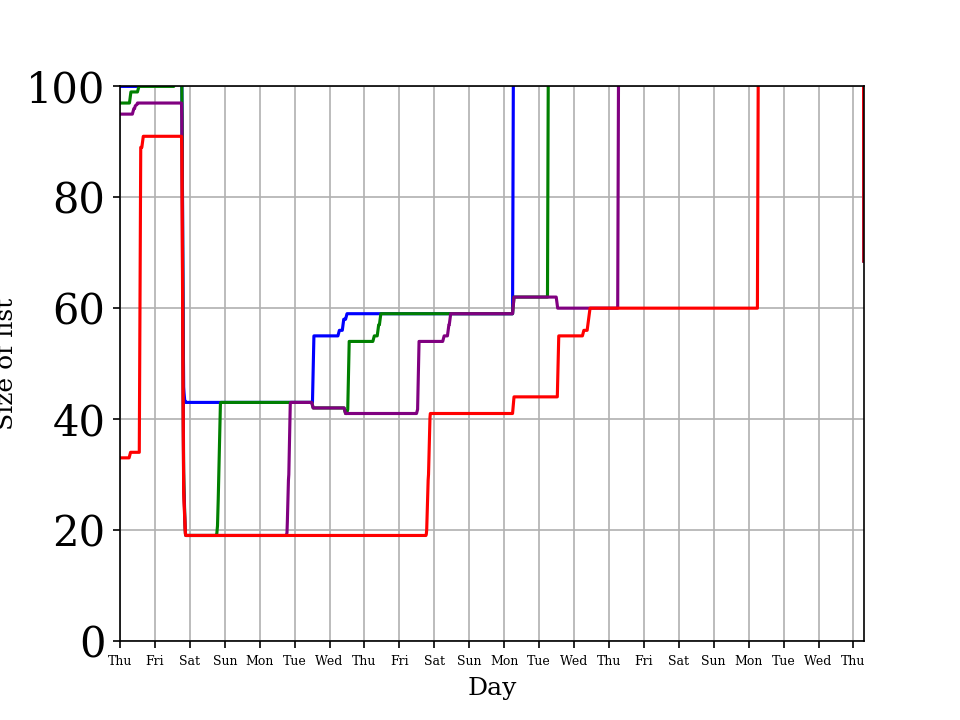 100
80
60
40
20
0
Size of list
Thu Fri Sat Sun Mon Tue Wed Thu Fri Sat Sun Mon Tue Wed Thu Fri Sat Sun Mon Tue Wed Thu
Day